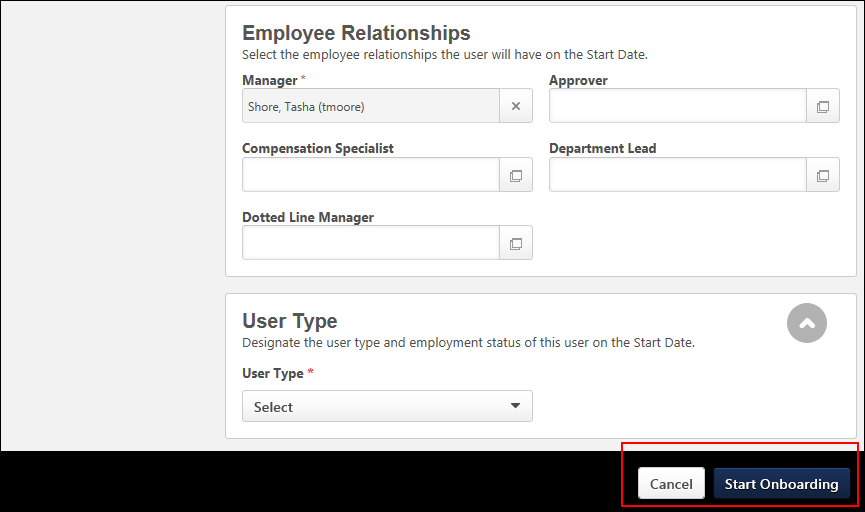 Employee Relationships
Select the employee relationships the user will have on the Start Date.
Manager * Approver
Shore, Tasha (tmoore)
Compensation Specialist Department Lead
Dotted Line Manager
User Type
Designate the user type and employment status of this user on the Start Date.
User Type *
Select
Cancel Start Onboarding